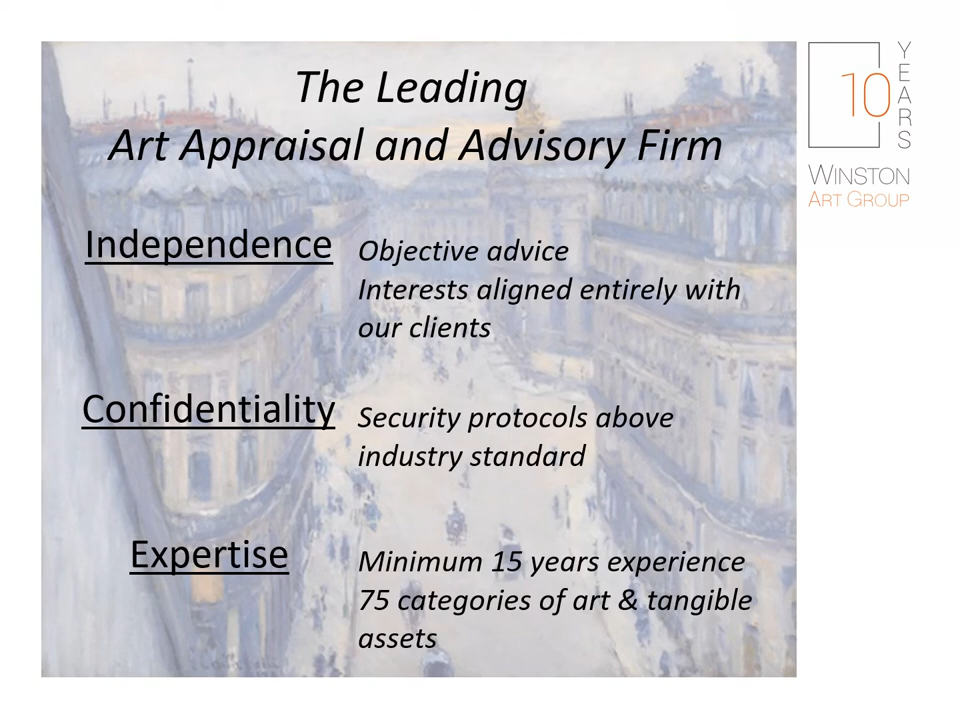 The Leading
Art Appraisal and Advisory Firm
Independence
Objective advice
Interests aligned entirely with
our clients
Confidentiality
Security protocols above
industry standard
Expertise
Minimum 15 years experience
75 categories of art & tangible
assets
10
YEARS
WINSTON
ART GROUP